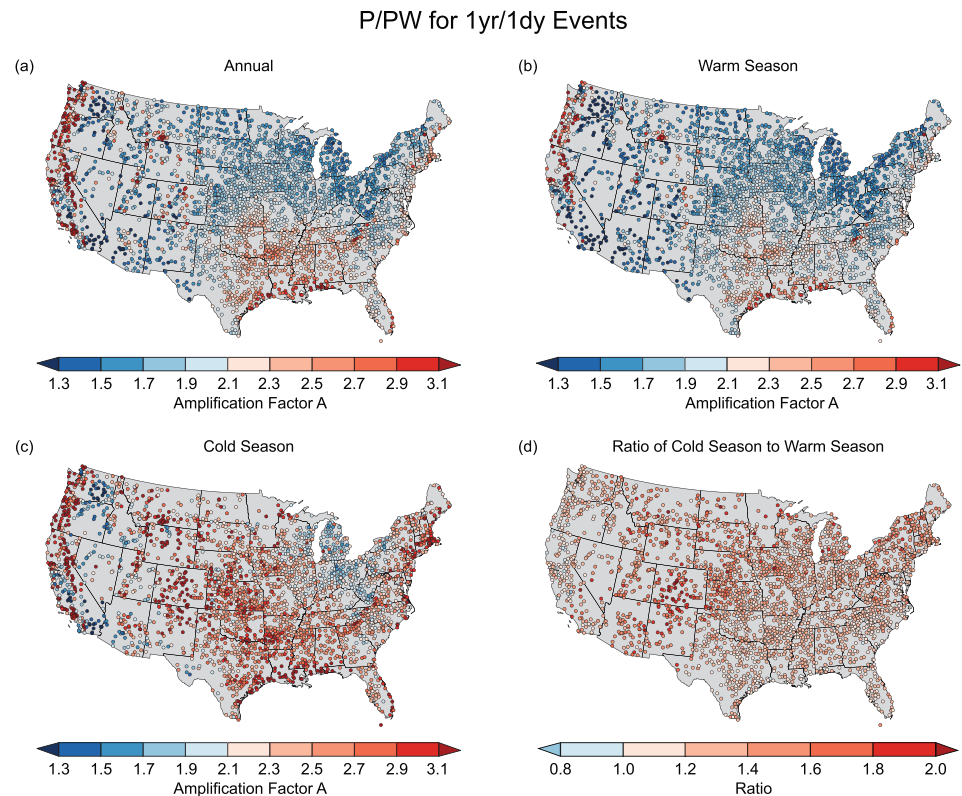 P/PW for 1yr/1dy Events
(a) Annual
(b) Warm Season
1.3 1.5 1.7 1.9 2.1 2.3 2.5 2.7 2.9 3.1
Amplification Factor A
1.3 1.5 1.7 1.9 2.1 2.3 2.5 2.7 2.9 3.1
Amplification Factor A
(c) Cold Season
(d) Ratio of Cold Season to Warm Season
1.3 1.5 1.7 1.9 2.1 2.3 2.5 2.7 2.9 3.1
Amplification Factor A
0.8 1.0 1.2 1.4 1.6 1.8 2.0
Ratio